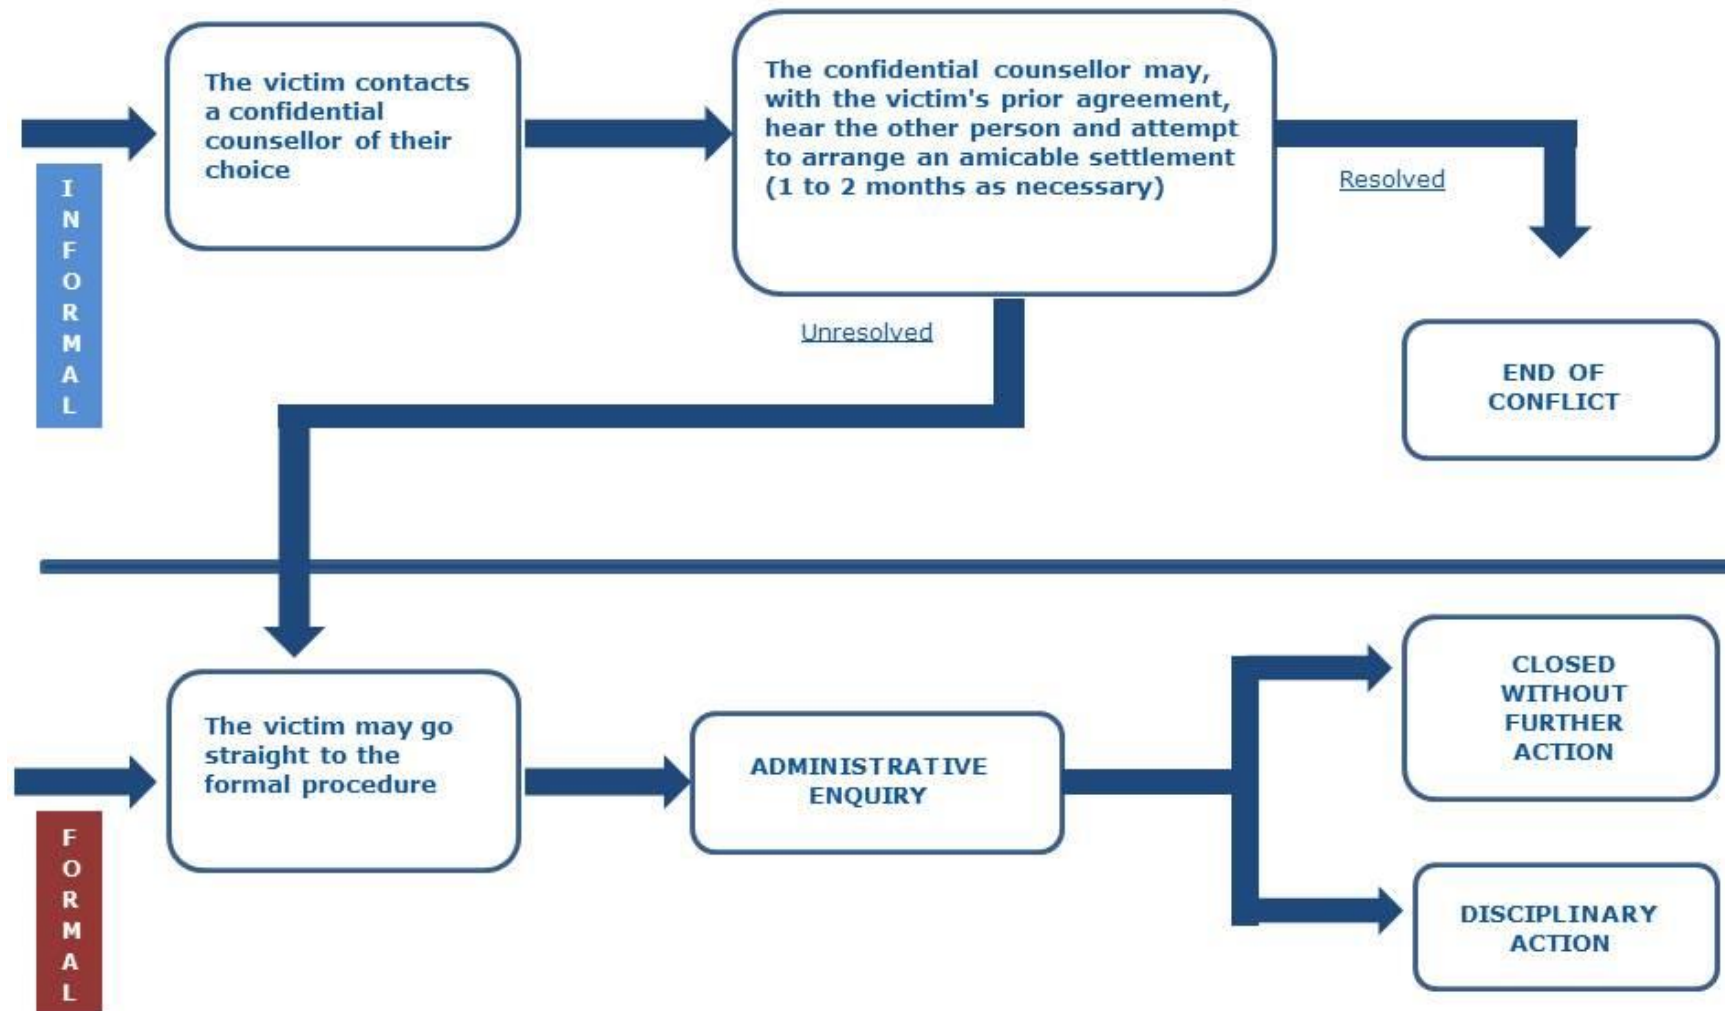 The victim contacts
a confidential
counsellor of their
choice
The confidential counsellor may,
with the victim's prior agreement,
hear the other person and attempt
to arrange an amicable settlement
(1 to 2 months as necessary)
Resolved
INFORMAL
Unresolved
END OF
CONFLICT
The victim may go
straight to the
formal procedure
ADMINISTRATIVE
ENQUIRY
CLOSED
WITHOUT
FURTHER
ACTION
FORMAL
DISCIPLINARY
ACTION